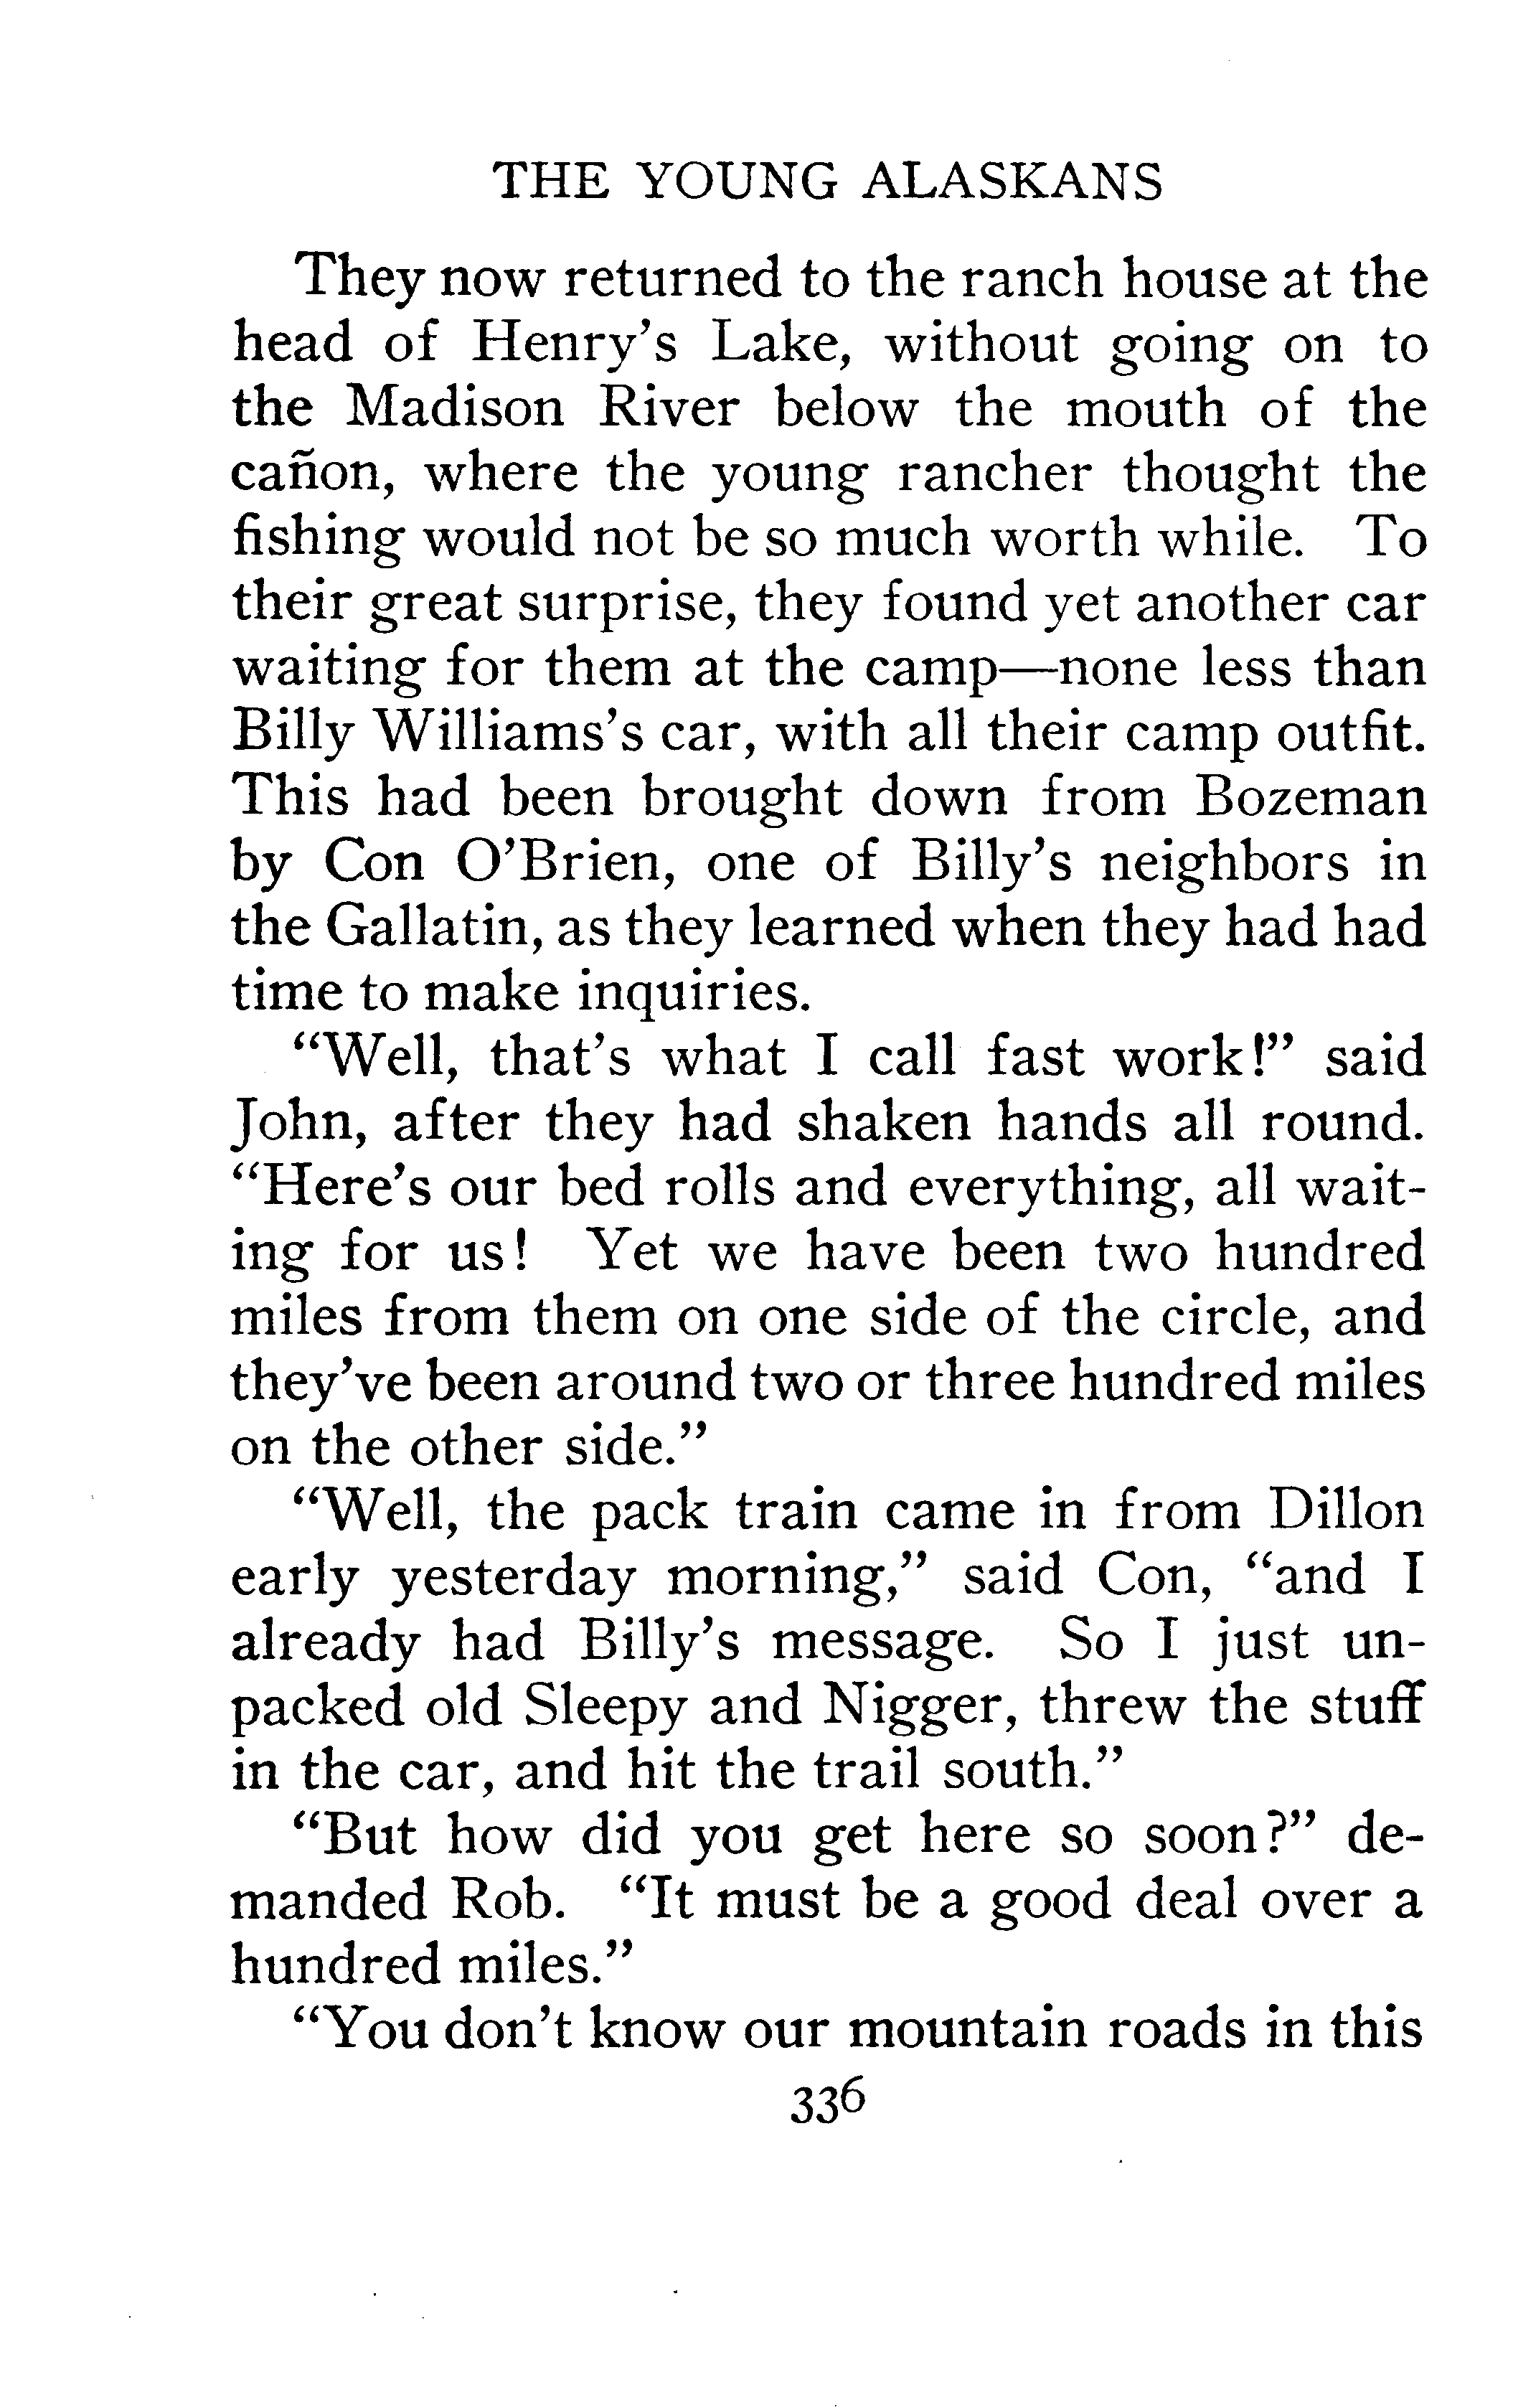 THE YOUNG ALASKANS
They now returned to the ranch house at the
head of Henry's Lake, without going on to
the Madison River below the mouth of the
cañon, where the young rancher thought the
fishing would not be so much worth while. To
their great surprise, they found yet another car
waiting for them at the camp—none less than
Billy Williams's car, with all their camp outfit.
This had been brought down from Bozeman
by Con O'Brien, one of Billy's neighbors in
the Gallatin, as they learned when they had had
time to make inquiries.
"Well, that's what I call fast work!" said
John, after they had shaken hands all round.
"Here's our bed rolls and everything, all wait-
ing for us! Yet we have been two hundred
miles from them on one side of the circle, and
they've been around two or three hundred miles
on the other side."
"Well, the pack train came in from Dillon
early yesterday morning," said Con, "and I
already had Billy's message. So I just un-
packed old Sleepy and Nigger, threw the stuff
in the car, and hit the trail south."
"But how did you get here so soon?" de-
manded Rob. "It must be a good deal over a
hundred miles."
"You don't know our mountain roads in this
336